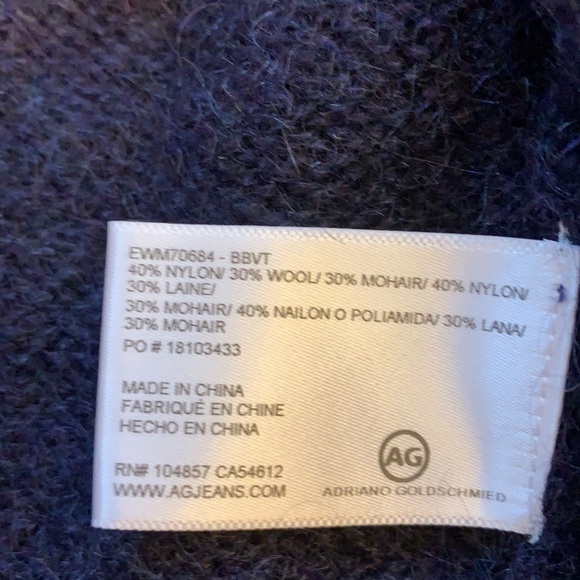 EWM70684 - BBVT
40% NYLON/ 30% WOOL/ 30% MOHAIR/ 40% NYLON/
30% LAINE/
30% MOHAIR/ 40% NAILON O POLIAMIDA/ 30% LANA/
30% MOHAIR
PO # 18103433
MADE IN CHINA
FABRIQUÉ EN CHINE
HECHO EN CHINA
RN# 104857 CA54612
WWW.AGJEANS.COM
AG
ADRIANO GOLDSCHMIED